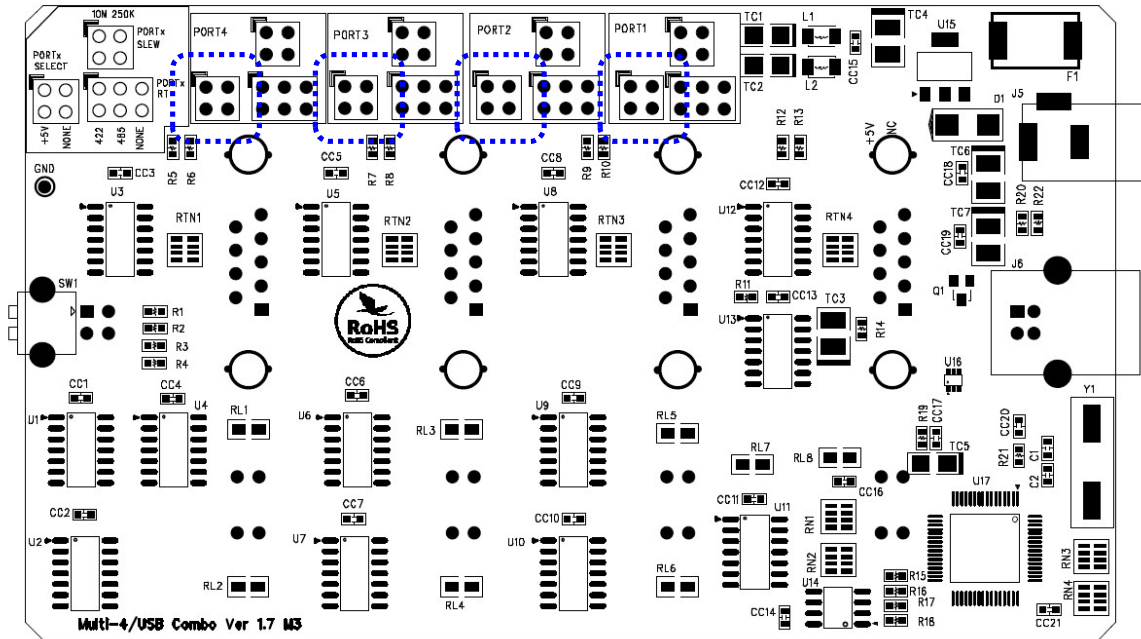 10M 250K
PORTx
SLEW
PORTx
SELECT
PORTx
RT
+5V
NONE
422
485
NONE
PORT4
PORT3
PORT2
PORT1
TC1
L1
TC2
L2
CC15
TC4
U15
F1
R5
R6
R7
R8
R9
R10
R12
R13
+5V
NC
D1
J5
GND
CC3
CC5
CC8
CC12
TC6
CC18
R20
R22
U3
RTN1
U5
RTN2
U8
RTN3
U12
RTN4
TC7
CC19
SW1
R1
R2
R3
R4
RoHS
RoHS Compliant
R11
CC13
U13
TC3
R14
Q1
J6
U16
CC1
CC4
CC6
CC9
Y1
U1
U4
RL1
U6
RL3
U9
RL5
RL7
RL8
R19
CC17
CC20
TC5
R21
C1
C2
CC2
CC7
CC10
CC11
U11
CC16
RN1
U17
U2
U7
U10
RN2
RN3
U14
RL2
RL4
RL6
R15
R16
R17
R18
RN4
CC14
CC21
Multi-4/USB Combo Ver 1.7 M3